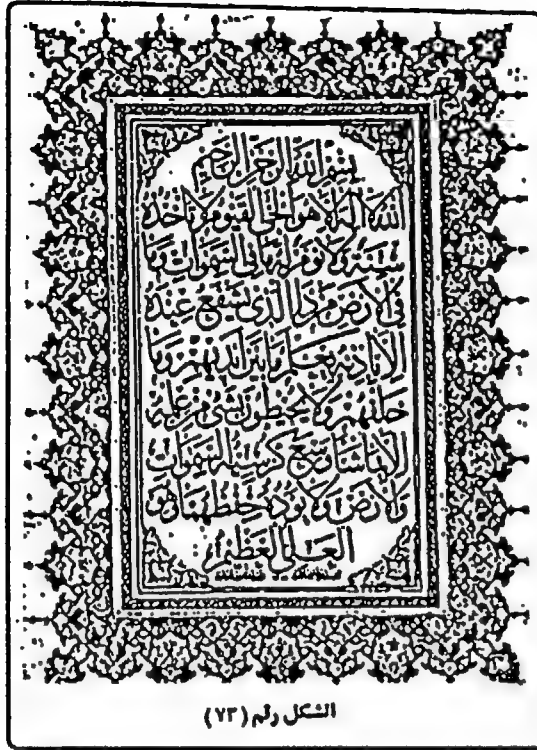 بسم الله الرحمن الرحيم
الله لا إله إلا هو الحي القيوم لا تأخذه
سنة ولا نوم له ما في السموات وما
في الأرض من ذا الذي يشفع عنده
إلا بإذنه يعلم ما بين أيديهم وما
خلفهم ولا يحيطون بشيء من علمه
إلا بما شاء وسع كرسيه السموات
والأرض ولا يؤده حفظهما وهو
العلي العظيم
الشكل رقم (٧٣)